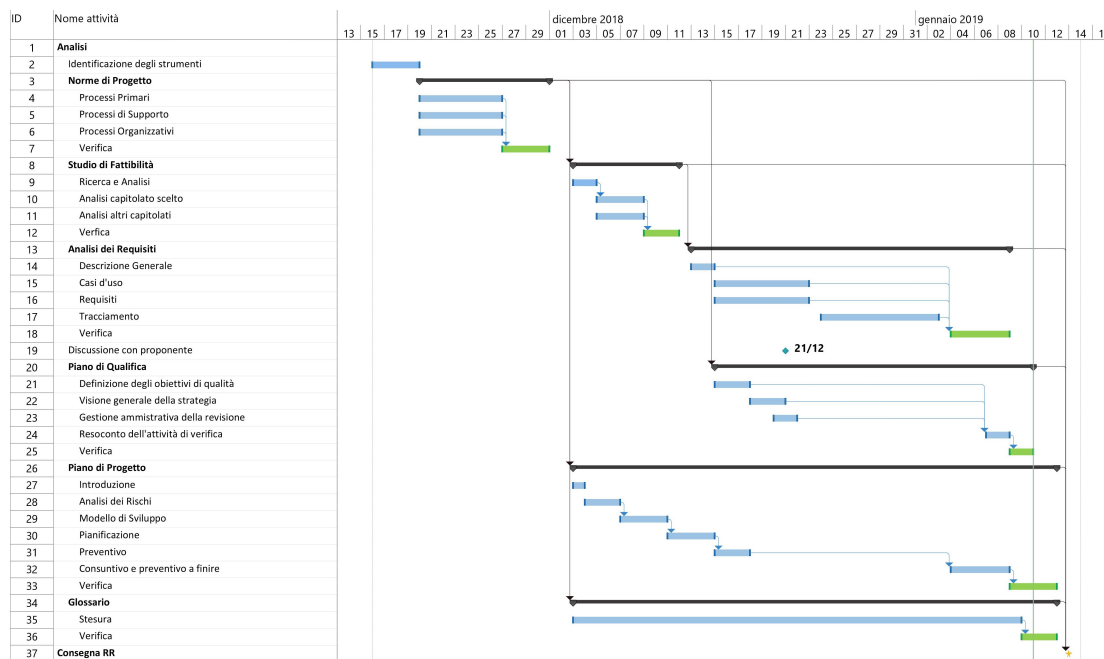 ID Nome attività dicembre 2018 gennaio 2019
13 15 17 19 21 23 25 27 29 01 03 05 07 09 11 13 15 17 19 21 23 25 27 29 31 02 04 06 08 10 12 14 1
1 Analisi
2 Identificazione degli strumenti
3 Norme di Progetto
4 Processi Primari
5 Processi di Supporto
6 Processi Organizzativi
7 Verifica
8 Studio di Fattibilità
9 Ricerca e Analisi
10 Analisi capitolato scelto
11 Analisi altri capitolati
12 Verfica
13 Analisi dei Requisiti
14 Descrizione Generale
15 Casi d'uso
16 Requisiti
17 Tracciamento
18 Verifica
19 Discussione con proponente 21/12
20 Piano di Qualifica
21 Definizione degli obiettivi di qualità
22 Visione generale della strategia
23 Gestione ammistrativa della revisione
24 Resoconto dell'attività di verifica
25 Verifica
26 Piano di Progetto
27 Introduzione
28 Analisi dei Rischi
29 Modello di Sviluppo
30 Pianificazione
31 Preventivo
32 Consuntivo e preventivo a finire
33 Verifica
34 Glossario
35 Stesura
36 Verifica
37 Consegna RR